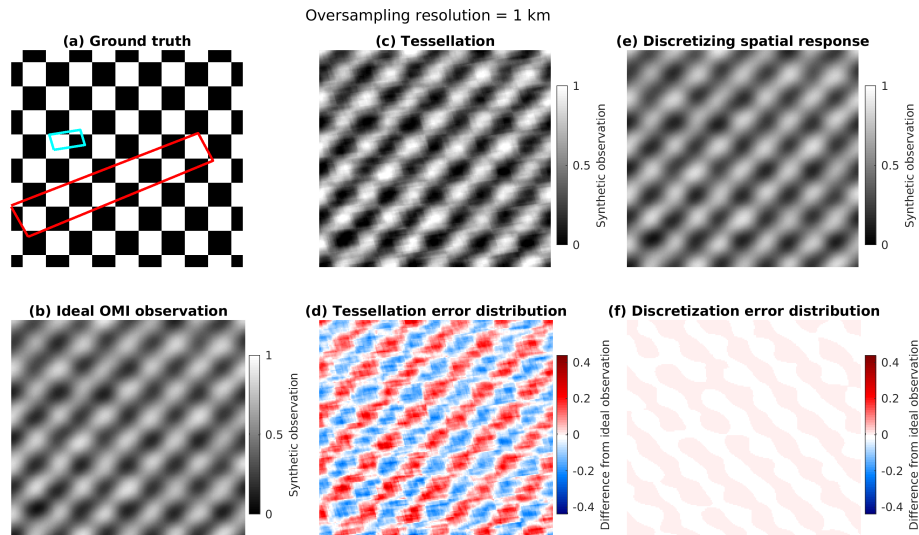 Oversampling resolution = 1 km
(a) Ground truth
(c) Tessellation
1
0.5
0
Synthetic observation
(e) Discretizing spatial response
1
0.5
0
Synthetic observation
(b) Ideal OMI observation
1
0.5
0
Synthetic observation
(d) Tessellation error distribution
0.4
0.2
0
-0.2
-0.4
Difference from ideal observation
(f) Discretization error distribution
0.4
0.2
0
-0.2
-0.4
Difference from ideal observation